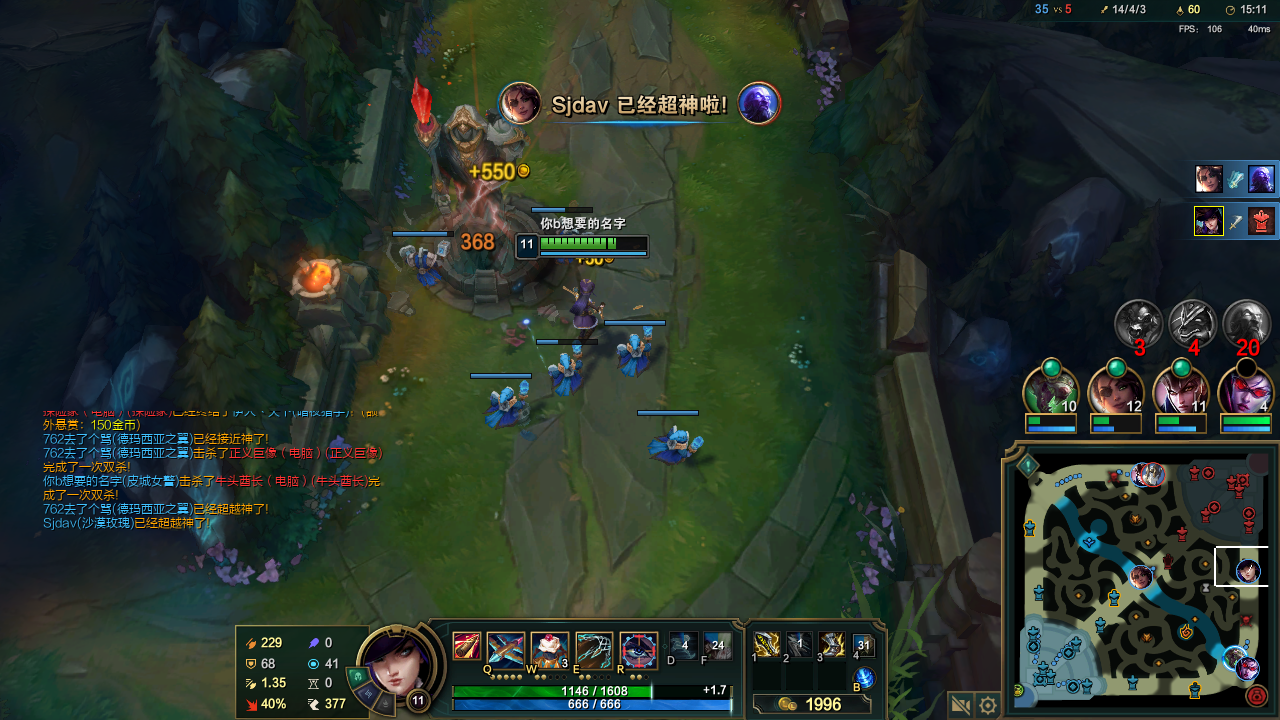 35 vs 5 14/4/3 60 15:11
FPS: 106 40ms
Sjdav 已经超神啦!
+550
你b想要的名字
368
11
+50
3 4 20
10 12 11 4
外悬赏: 150金币)
762去了个骂(德玛西亚之翼)已经接近神了!
762去了个骂(德玛西亚之翼)击杀了正义巨像(电脑)(正义巨像)
完成了一次双杀!
你b想要的名字(皮城女警)击杀了牛头酋长(电脑)(牛头酋长)完
成了一次双杀!
762去了个骂(德玛西亚之翼)已经超越神了!
Sjdav(沙漠玫瑰)已经超越神了!
229 0
68 41
1.35 0
40% 377
11
Q W 3 E R D 4 F 24
1146 / 1608 +1.7
666 / 666
1 2 1 3 4 31
B
1996